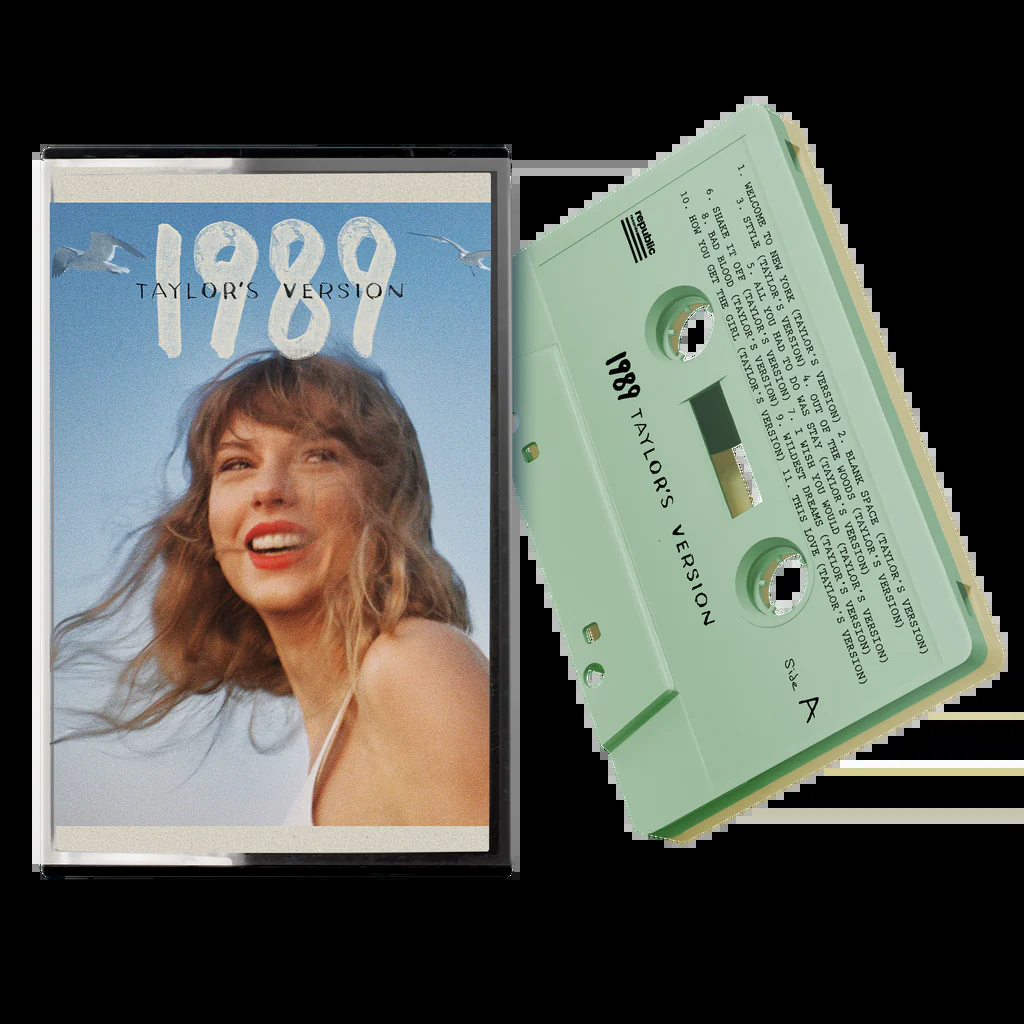 1989
TAYLOR'S VERSION
republic
1. WELCOME TO NEW YORK (TAYLOR'S VERSION) 2. BLANK SPACE (TAYLOR'S VERSION)
3. STYLE (TAYLOR'S VERSION) 4. OUT OF THE WOODS (TAYLOR'S VERSION)
5. ALL YOU HAD TO DO WAS STAY (TAYLOR'S VERSION)
6. SHAKE IT OFF (TAYLOR'S VERSION) 7. I WISH YOU WOULD (TAYLOR'S VERSION)
8. BAD BLOOD (TAYLOR'S VERSION) 9. WILDEST DREAMS (TAYLOR'S VERSION)
10. HOW YOU GET THE GIRL (TAYLOR'S VERSION) 11. THIS LOVE (TAYLOR'S VERSION)
1989 TAYLOR'S VERSION
Side A